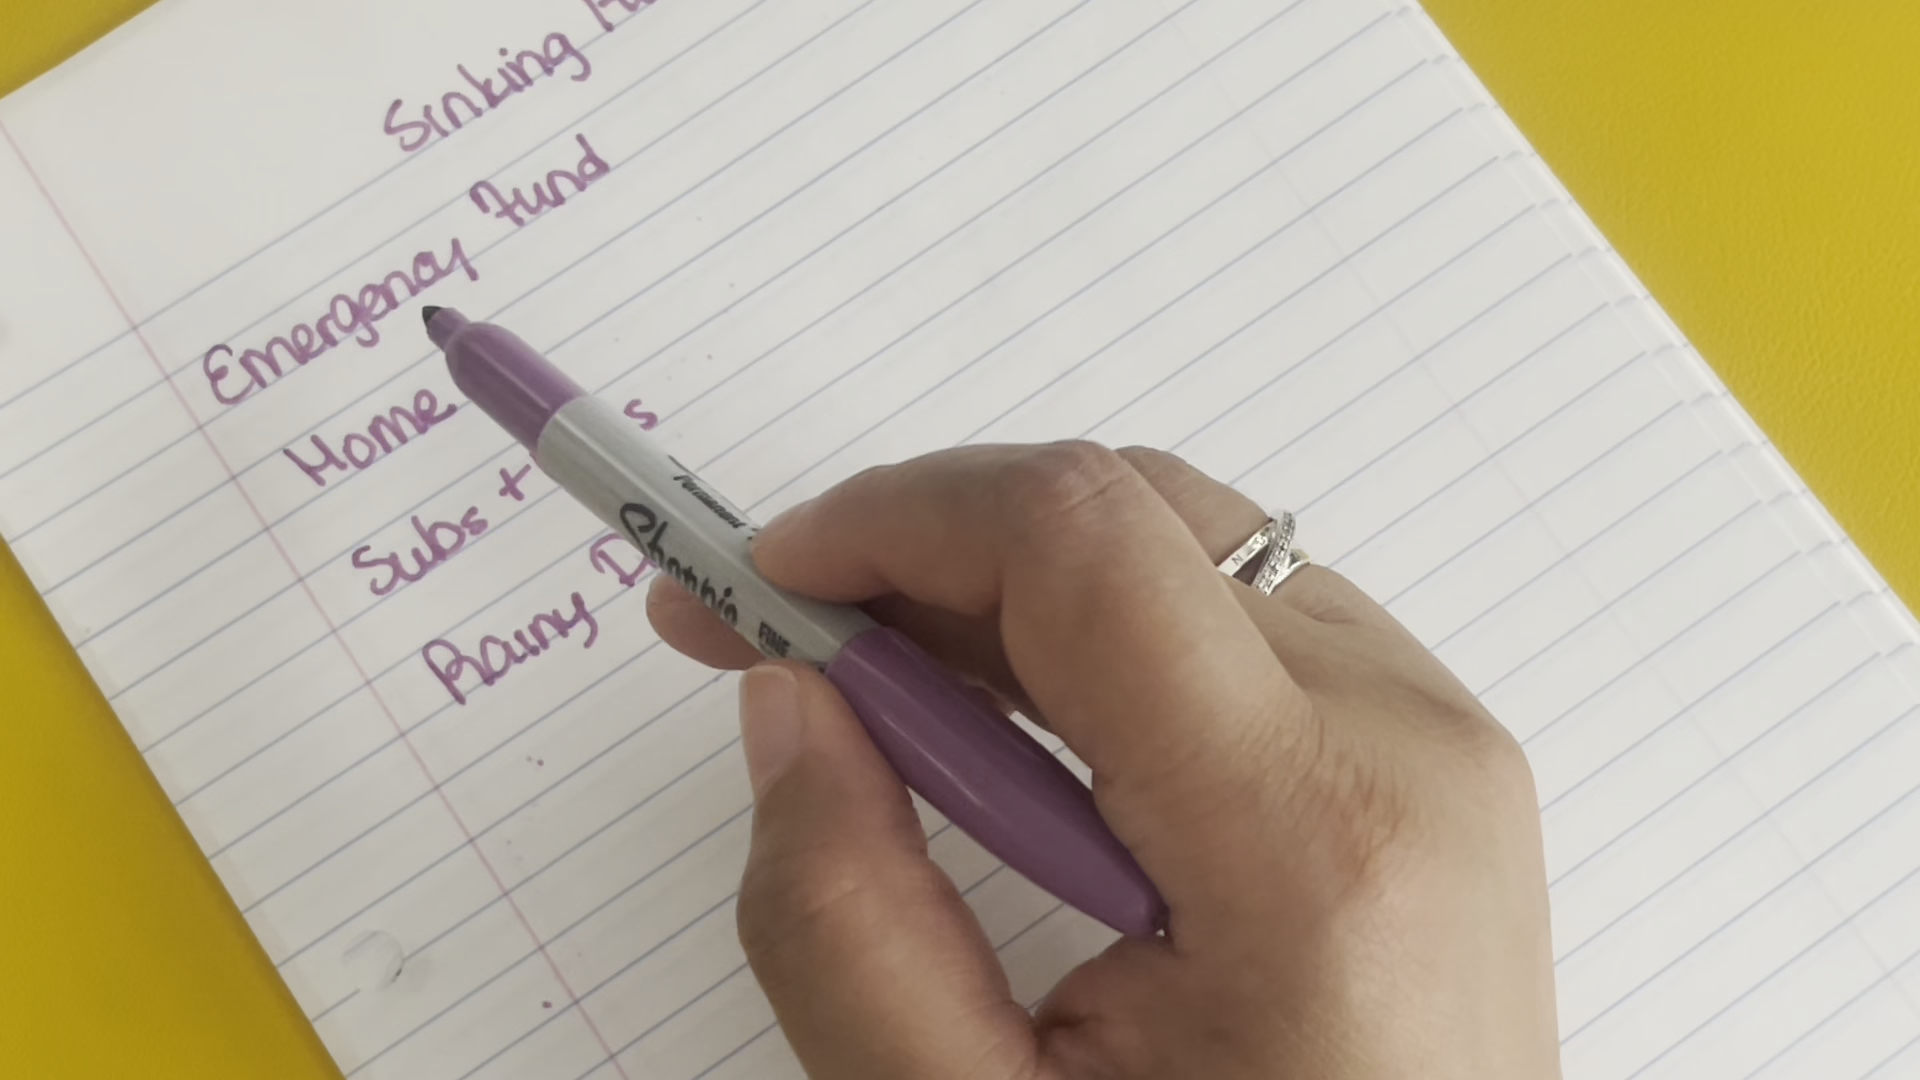 Sinking
Emergency Fund
Home
Subs +
Rainy
Sharpie
FINE